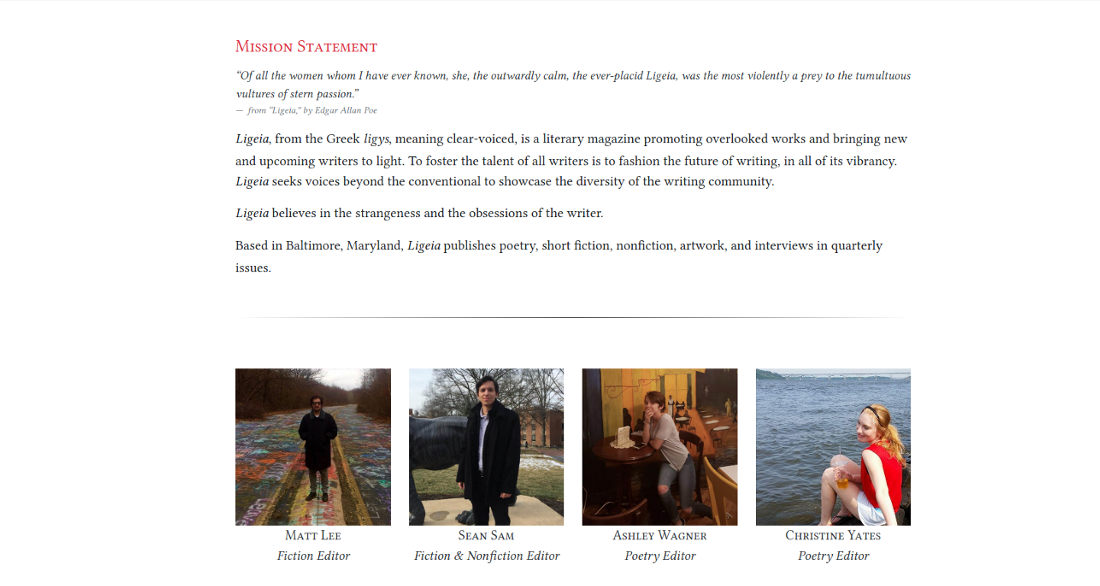 Mission Statement
“Of all the women whom I have ever known, she, the outwardly calm, the ever-placid Ligeia, was the most violently a prey to the tumultuous
vultures of stern passion.”
— from “Ligeia,” by Edgar Allan Poe
Ligeia, from the Greek ligys, meaning clear-voiced, is a literary magazine promoting overlooked works and bringing new
and upcoming writers to light. To foster the talent of all writers is to fashion the future of writing, in all of its vibrancy.
Ligeia seeks voices beyond the conventional to showcase the diversity of the writing community.
Ligeia believes in the strangeness and the obsessions of the writer.
Based in Baltimore, Maryland, Ligeia publishes poetry, short fiction, nonfiction, artwork, and interviews in quarterly
issues.
Matt Lee
Fiction Editor
Sean Sam
Fiction & Nonfiction Editor
Ashley Wagner
Poetry Editor
Christine Yates
Poetry Editor